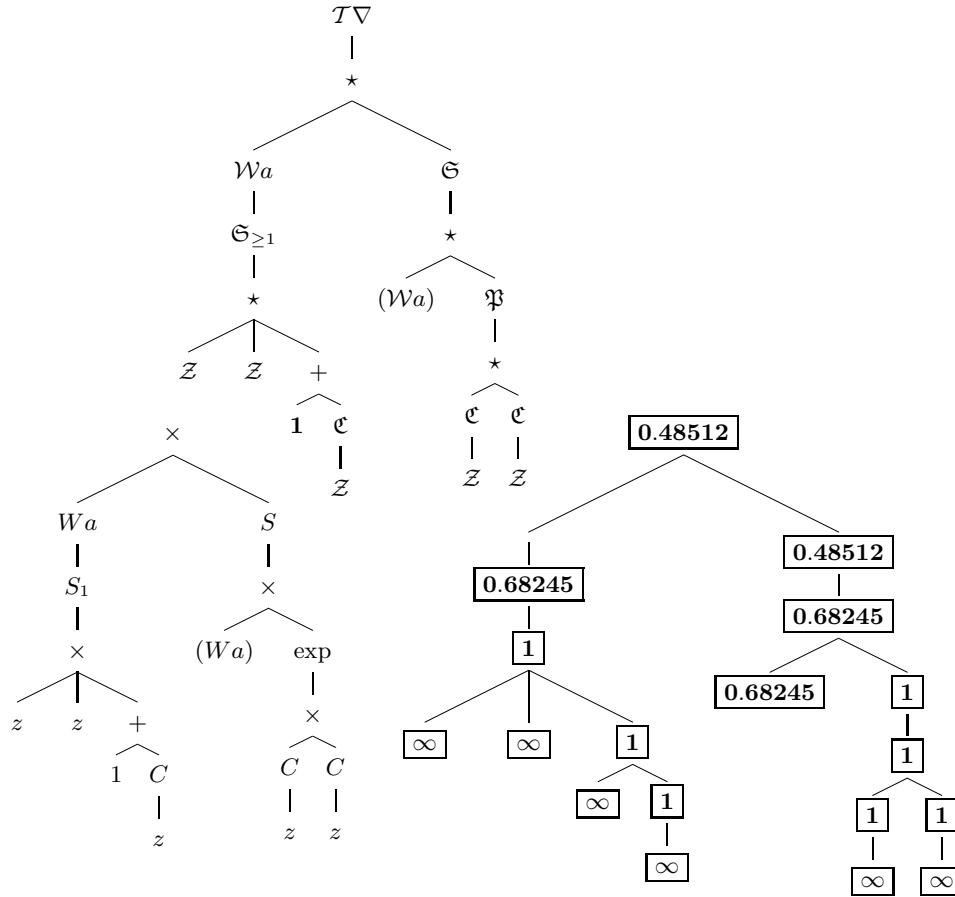 𝒯∇
⋆
𝒲a 𝔖
𝔖≥1 ⋆
⋆ (𝒲a) 𝔓
𝒵 𝒵 + ⋆
1 ℭ ℭ ℭ
𝒵 𝒵 𝒵
×
Wa S
S₁ ×
× (Wa) exp
z z + ×
1 C C C
z z z
0.48512
0.48512
0.68245
0.68245
1
0.68245 1
∞ ∞ 1 1
∞ 1 1 1
∞ ∞ ∞